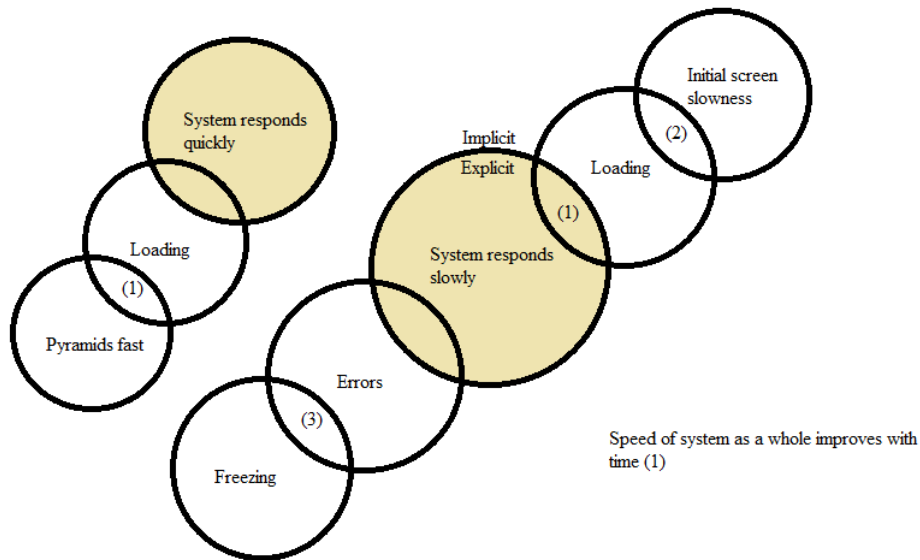 Initial screen
slowness
System responds
quickly
(2)
Implicit
Explicit
Loading
(1)
Loading
System responds
slowly
(1)
Pyramids fast
Errors
(3)
Freezing
Speed of system as a whole improves with
time (1)